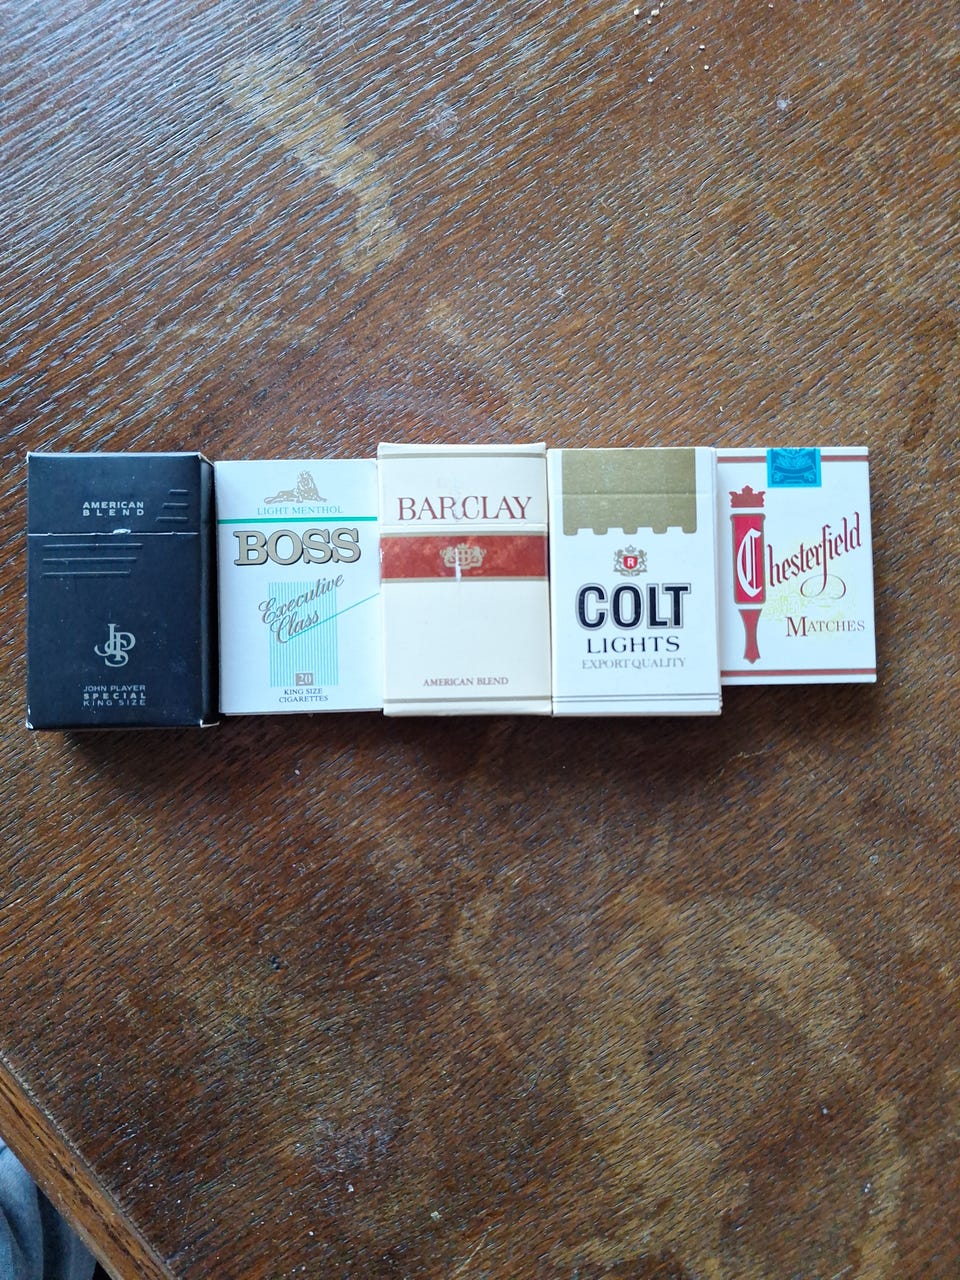 AMERICAN
BLEND
JPS
JOHN PLAYER
SPECIAL
KING SIZE
LIGHT MENTHOL
BOSS
Executive
Class
20
KING SIZE
CIGARETTES
BARCLAY
B
AMERICAN BLEND
R
COLT
LIGHTS
EXPORT QUALITY
Chesterfield
MATCHES